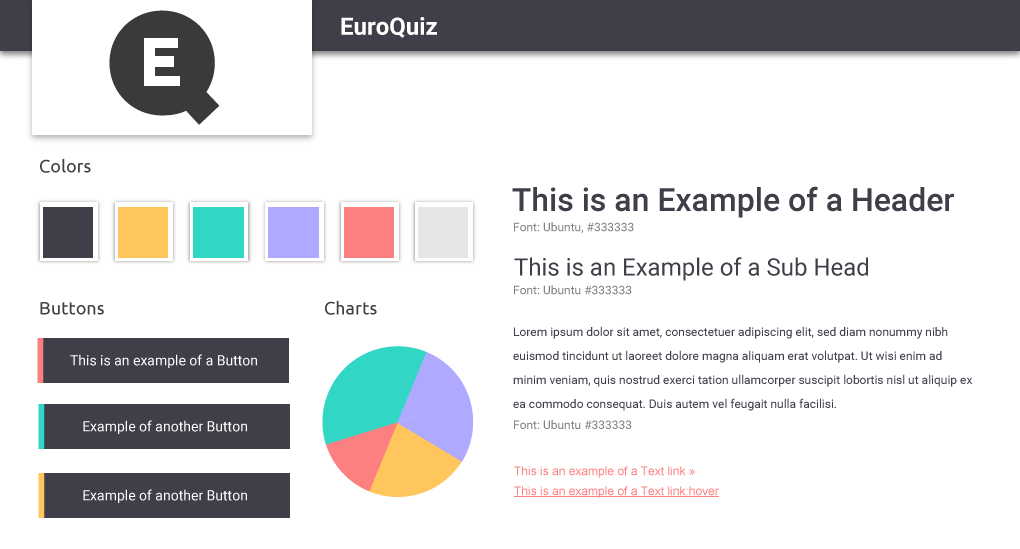 EuroQuiz
E
Colors
Buttons
This is an example of a Button
Example of another Button
Example of another Button
Charts
This is an Example of a Header
Font: Ubuntu, #333333
This is an Example of a Sub Head
Font: Ubuntu #333333
Lorem ipsum dolor sit amet, consectetuer adipiscing elit, sed diam nonummy nibh
euismod tincidunt ut laoreet dolore magna aliquam erat volutpat. Ut wisi enim ad
minim veniam, quis nostrud exerci tation ullamcorper suscipit lobortis nisl ut aliquip ex
ea commodo consequat. Duis autem vel feugait nulla facilisi.
Font: Ubuntu #333333
This is an example of a Text link »
This is an example of a Text link:hover